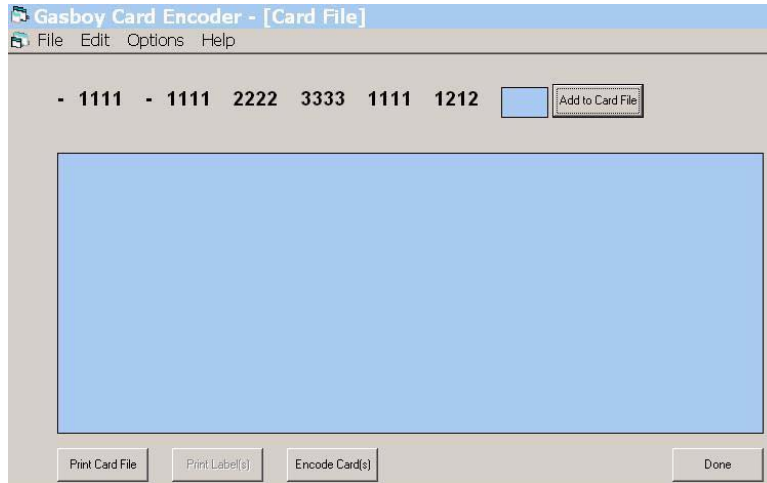 Gasboy Card Encoder - [Card File]
File Edit Options Help
- 1111 - 1111 2222 3333 1111 1212 Add to Card File
Print Card File Print Label(s) Encode Card(s) Done